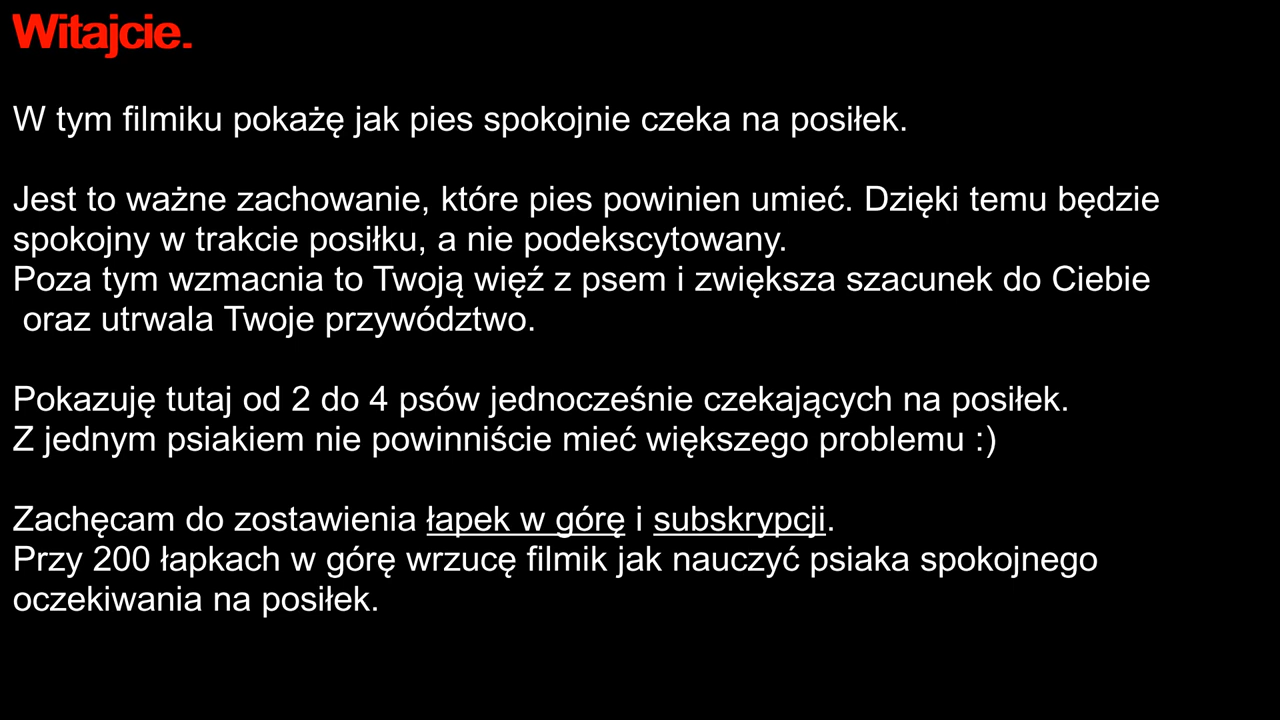 Witajcie.
W tym filmiku pokażę jak pies spokojnie czeka na posiłek.
Jest to ważne zachowanie, które pies powinien umieć. Dzięki temu będzie
spokojny w trakcie posiłku, a nie podekscytowany.
Poza tym wzmacnia to Twoją więź z psem i zwiększa szacunek do Ciebie
oraz utrwala Twoje przywództwo.
Pokazuję tutaj od 2 do 4 psów jednocześnie czekających na posiłek.
Z jednym psiakiem nie powinniście mieć większego problemu :)
Zachęcam do zostawienia łapek w górę i subskrypcji.
Przy 200 łapkach w górę wrzucę filmik jak nauczyć psiaka spokojnego
oczekiwania na posiłek.